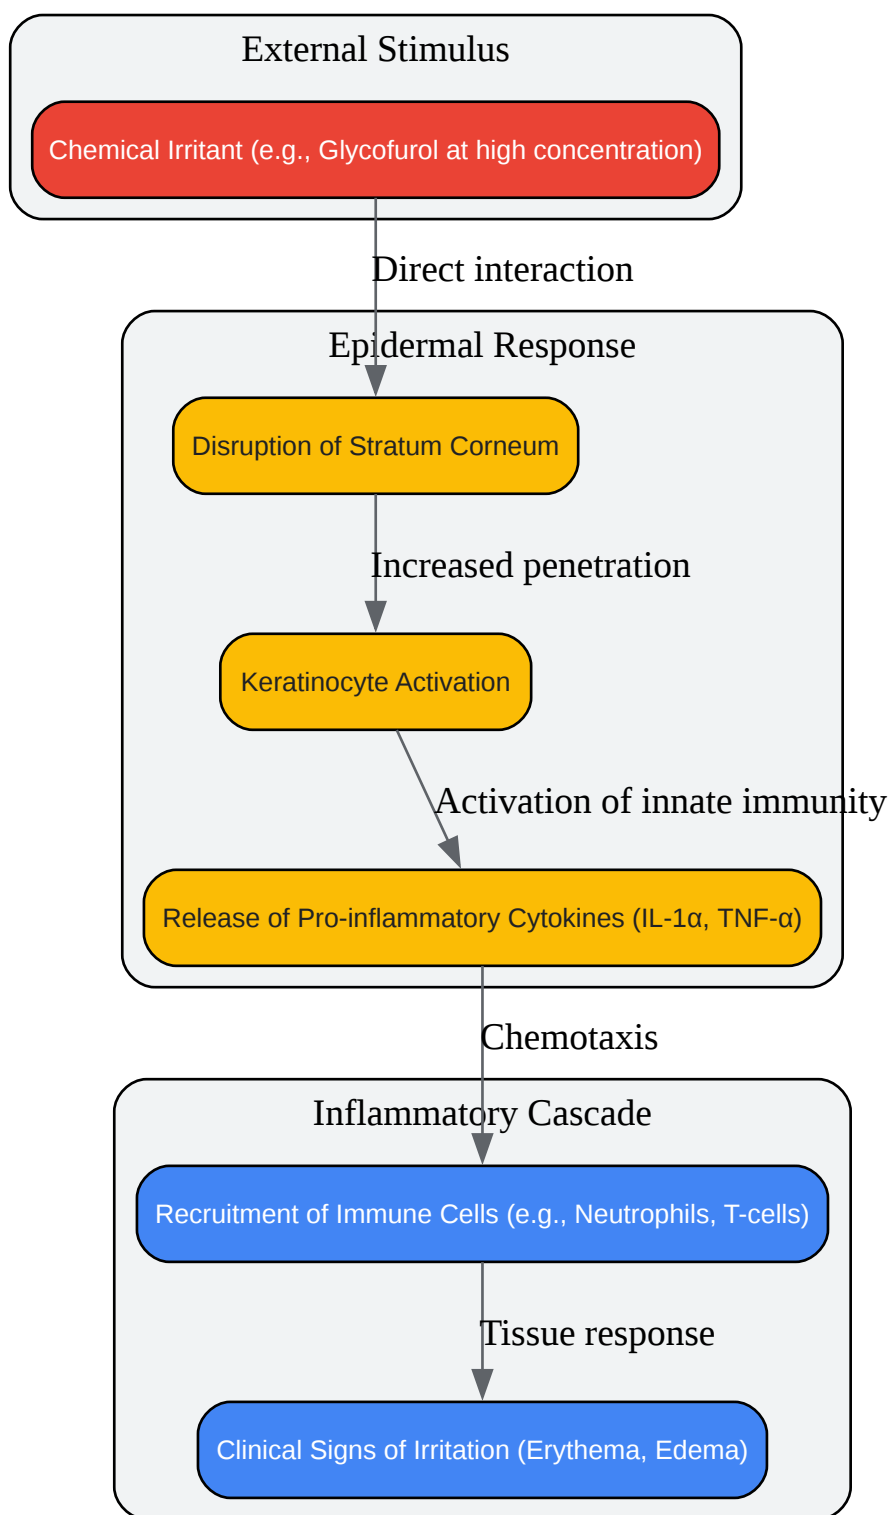 External Stimulus
Chemical Irritant (e.g., Glycofurol at high concentration)
Direct interaction
Epidermal Response
Disruption of Stratum Corneum
Increased penetration
Keratinocyte Activation
Activation of innate immunity
Release of Pro-inflammatory Cytokines (IL-1α, TNF-α)
Chemotaxis
Inflammatory Cascade
Recruitment of Immune Cells (e.g., Neutrophils, T-cells)
Tissue response
Clinical Signs of Irritation (Erythema, Edema)